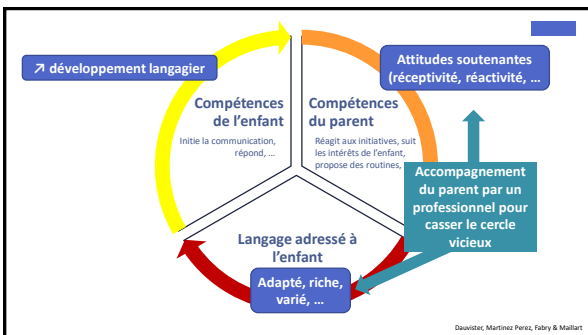 ↗ développement langagier
Attitudes soutenantes
(réceptivité, réactivité, …
Compétences
de l'enfant
Initie la communication,
répond, …
Compétences
du parent
Réagit aux initiatives, suit
les intérêts de l'enfant,
propose des routines,
Accompagnement
du parent par un
professionnel pour
casser le cercle
vicieux
Langage adressé à
l'enfant
Adapté, riche,
varié, …
Dauvister, Martinez Perez, Fabry & Maillart